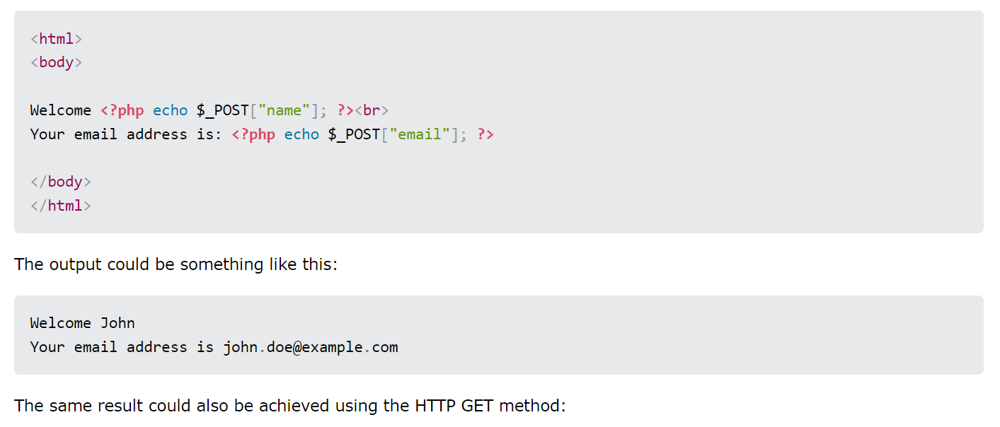 <html>
<body>
Welcome <?php echo $_POST["name"]; ?><br>
Your email address is: <?php echo $_POST["email"]; ?>
</body>
</html>
The output could be something like this:
Welcome John
Your email address is john.doe@example.com
The same result could also be achieved using the HTTP GET method: